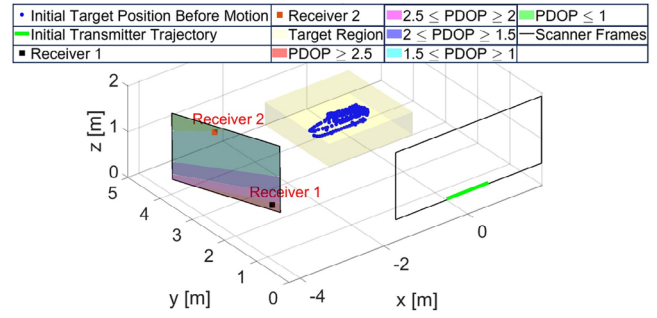 Initial Target Position Before Motion Receiver 2 2.5 ≤ PDOP ≥ 2 PDOP ≤ 1
Initial Transmitter Trajectory Target Region 2 ≤ PDOP ≥ 1.5 Scanner Frames
Receiver 1 PDOP ≥ 2.5 1.5 ≤ PDOP ≥ 1
2
Receiver 2
1
z [m]
0
Receiver 1
5
4
3
2
1
0
-4
-2
0
y [m]
x [m]